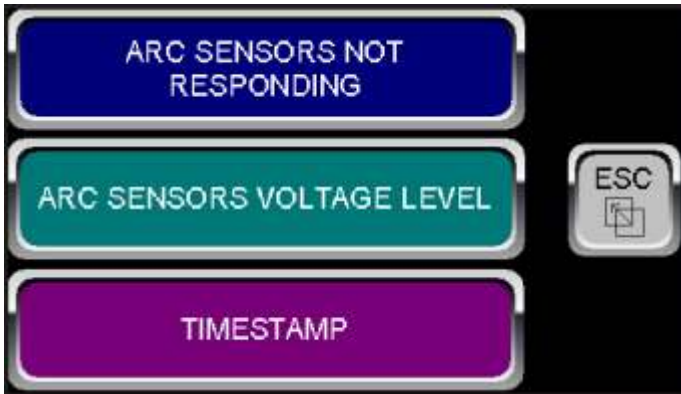 ARC SENSORS NOT
RESPONDING
ARC SENSORS VOLTAGE LEVEL
ESC
TIMESTAMP